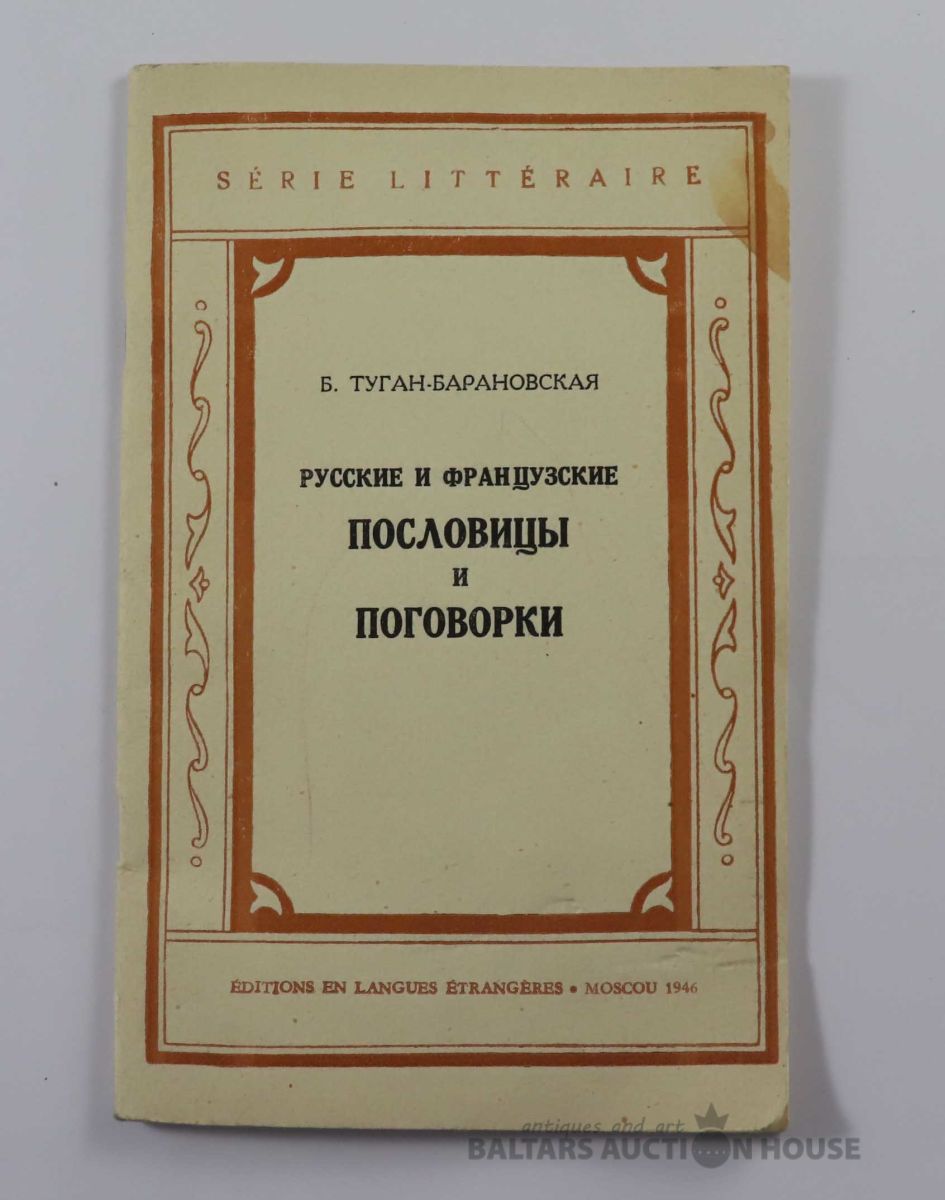 SÉRIE LITTÉRAIRE
Б. ТУГАН-БАРАНОВСКАЯ
РУССКИЕ И ФРАНЦУЗСКИЕ
ПОСЛОВИЦЫ
И
ПОГОВОРКИ
ÉDITIONS EN LANGUES ÉTRANGÈRES • MOSCOU 1946
antiques and art
BALTARS AUCTION HOUSE